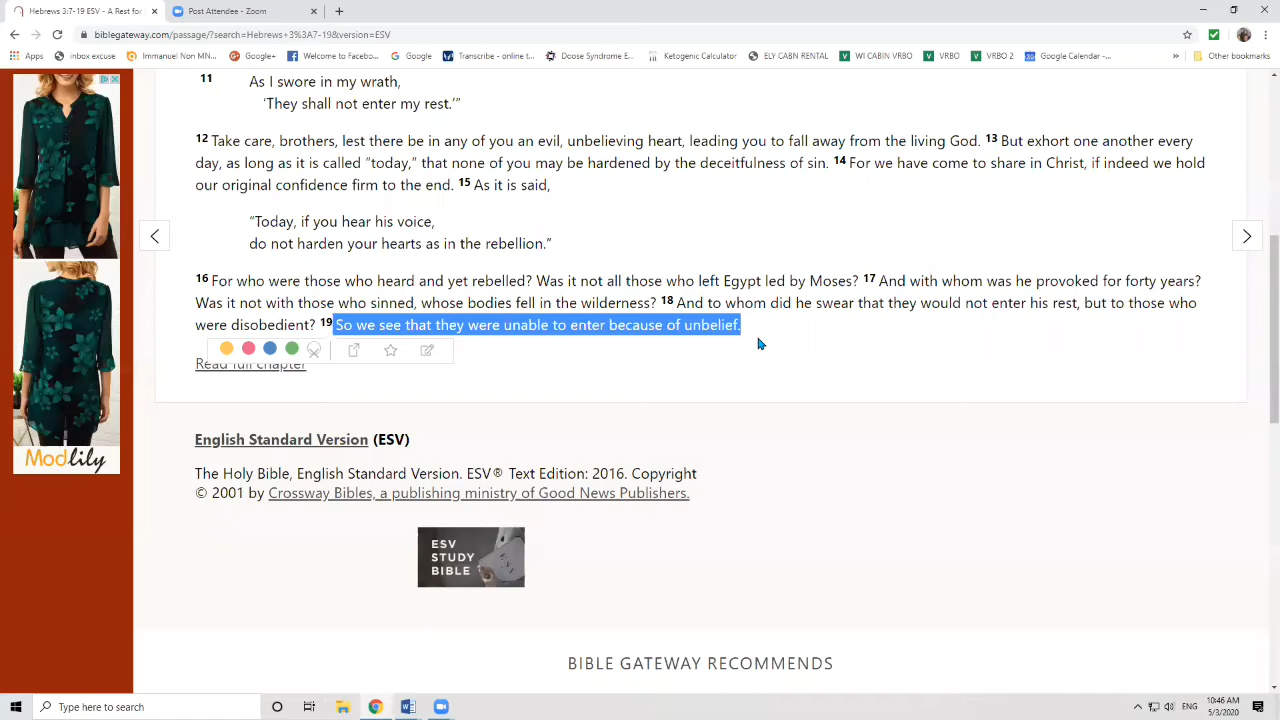 Hebrews 3:7-19 ESV - A Rest for
Post Attendee - Zoom
biblegateway.com/passage/?search=Hebrews+3%3A7-19&version=ESV
Apps
inbox excuse
Immanuel Non MN...
Google+
Welcome to Facebo...
Google
Transcribe - online t...
Doose Syndrome E...
Ketogenic Calculator
ELY CABN RENTAL
WI CABIN VRBO
VRBO
VRBO 2
Google Calendar -...
»
Other bookmarks
11 As I swore in my wrath,
‘They shall not enter my rest.’”
12 Take care, brothers, lest there be in any of you an evil, unbelieving heart, leading you to fall away from the living God. 13 But exhort one another every
day, as long as it is called “today,” that none of you may be hardened by the deceitfulness of sin. 14 For we have come to share in Christ, if indeed we hold
our original confidence firm to the end. 15 As it is said,
“Today, if you hear his voice,
do not harden your hearts as in the rebellion.”
16 For who were those who heard and yet rebelled? Was it not all those who left Egypt led by Moses? 17 And with whom was he provoked for forty years?
Was it not with those who sinned, whose bodies fell in the wilderness? 18 And to whom did he swear that they would not enter his rest, but to those who
were disobedient? 19 So we see that they were unable to enter because of unbelief.
Read full chapter
English Standard Version (ESV)
The Holy Bible, English Standard Version. ESV® Text Edition: 2016. Copyright
© 2001 by Crossway Bibles, a publishing ministry of Good News Publishers.
ESV
STUDY
BIBLE
BIBLE GATEWAY RECOMMENDS
Modlily
Type here to search
ENG
10:46 AM
5/3/2020